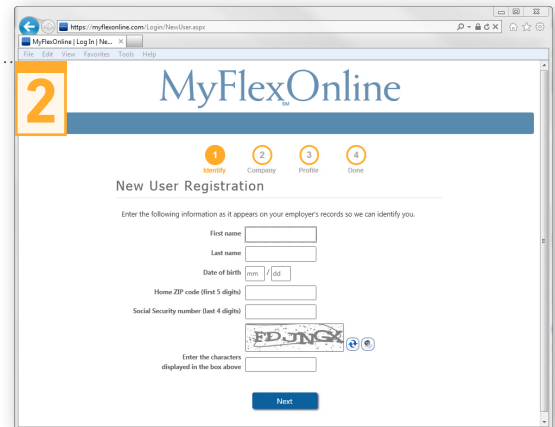 https://myflexonline.com/Login/NewUser.aspx
MyFlexOnline | Log In | Ne...
File Edit View Favorites Tools Help
...
2
MyFlexOnline
SM
1 2 3 4
Identify Company Profile Done
New User Registration
Enter the following information as it appears on your employer's records so we can identify you.
First name
Last name
Date of birth mm / dd
Home ZIP code (first 5 digits)
Social Security number (last 4 digits)
FDJNGX
Enter the characters
displayed in the box above
Next